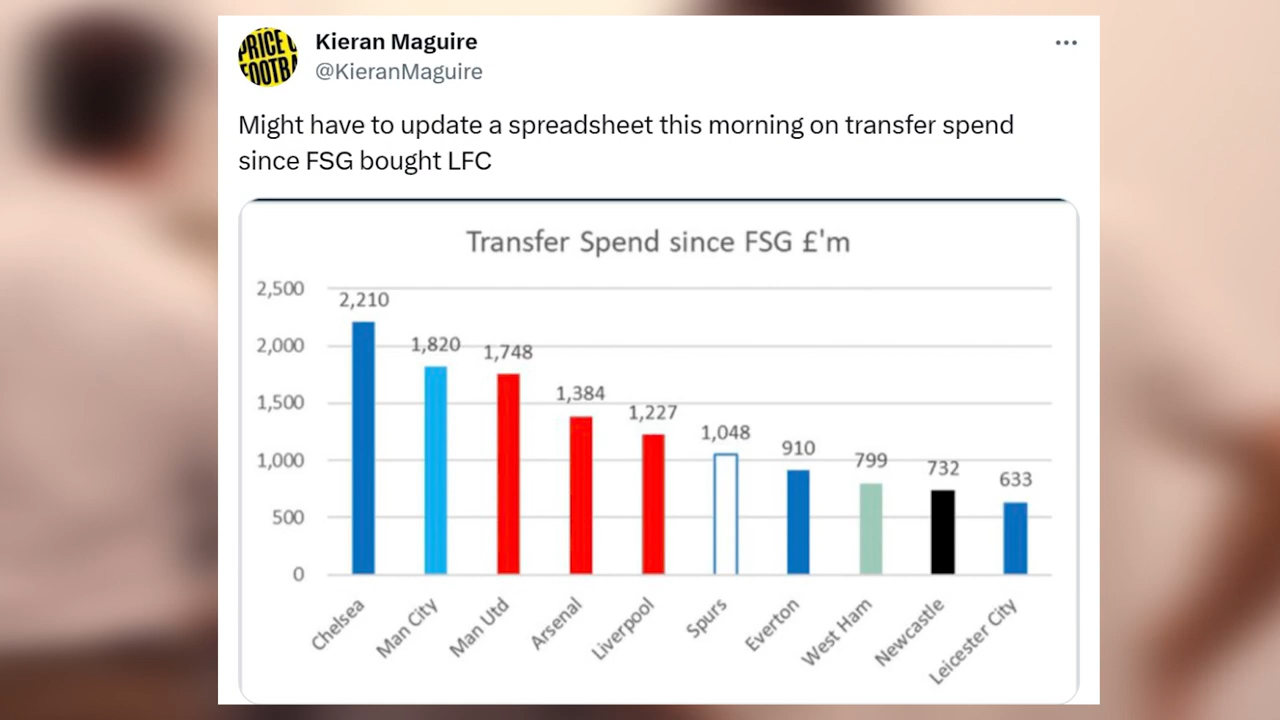 PRICE O
FOOTBA
Kieran Maguire
@KieranMaguire
Might have to update a spreadsheet this morning on transfer spend
since FSG bought LFC
Transfer Spend since FSG £'m
2,500
2,000
1,500
1,000
500
0
2,210
1,820
1,748
1,384
1,227
1,048
910
799
732
633
Chelsea
Man City
Man Utd
Arsenal
Liverpool
Spurs
Everton
West Ham
Newcastle
Leicester City